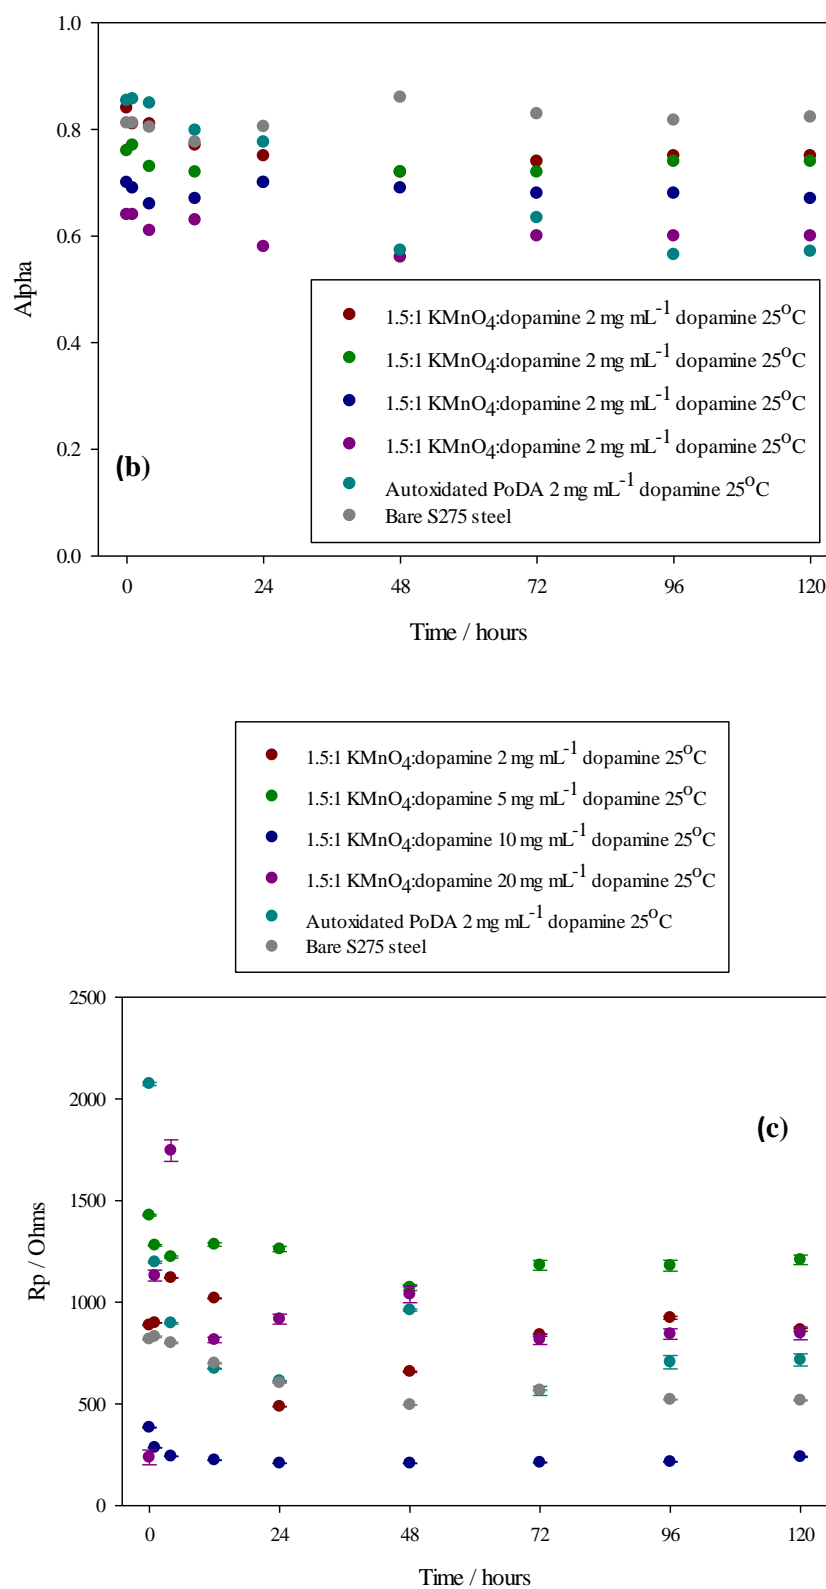 1.0
0.8
0.6
0.4
0.2
0.0
Alpha
1.5:1 KMnO4:dopamine 2 mg mL-1 dopamine 25oC
1.5:1 KMnO4:dopamine 2 mg mL-1 dopamine 25oC
1.5:1 KMnO4:dopamine 2 mg mL-1 dopamine 25oC
1.5:1 KMnO4:dopamine 2 mg mL-1 dopamine 25oC
Autoxidated PoDA 2 mg mL-1 dopamine 25oC
Bare S275 steel
(b)
0 24 48 72 96 120
Time / hours
1.5:1 KMnO4:dopamine 2 mg mL-1 dopamine 25oC
1.5:1 KMnO4:dopamine 5 mg mL-1 dopamine 25oC
1.5:1 KMnO4:dopamine 10 mg mL-1 dopamine 25oC
1.5:1 KMnO4:dopamine 20 mg mL-1 dopamine 25oC
Autoxidated PoDA 2 mg mL-1 dopamine 25oC
Bare S275 steel
2500
2000
1500
1000
500
0
Rp / Ohms
(c)
0 24 48 72 96 120
Time / hours